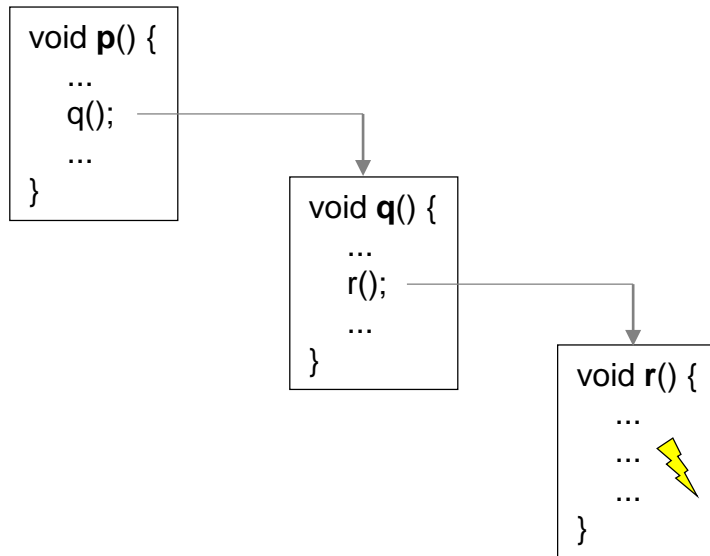 void p() {
...
q();
...
}
void q() {
...
r();
...
}
void r() {
...
...
...
}